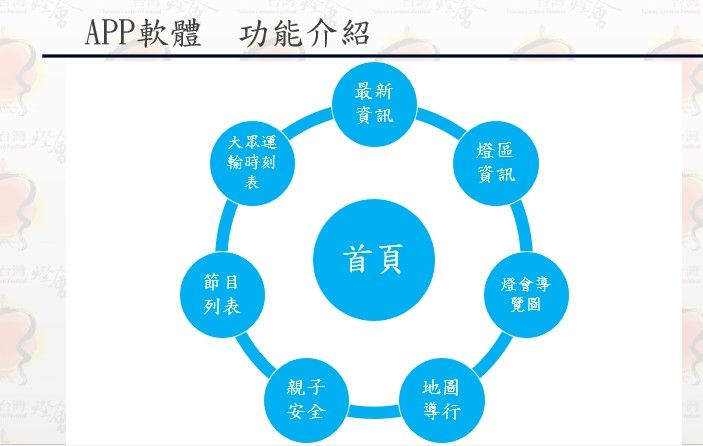 APP軟體 功能介紹
最新
資訊
燈區
資訊
燈會導
覽圖
地圖
導行
親子
安全
節目
列表
大眾運
輸時刻
表
首頁